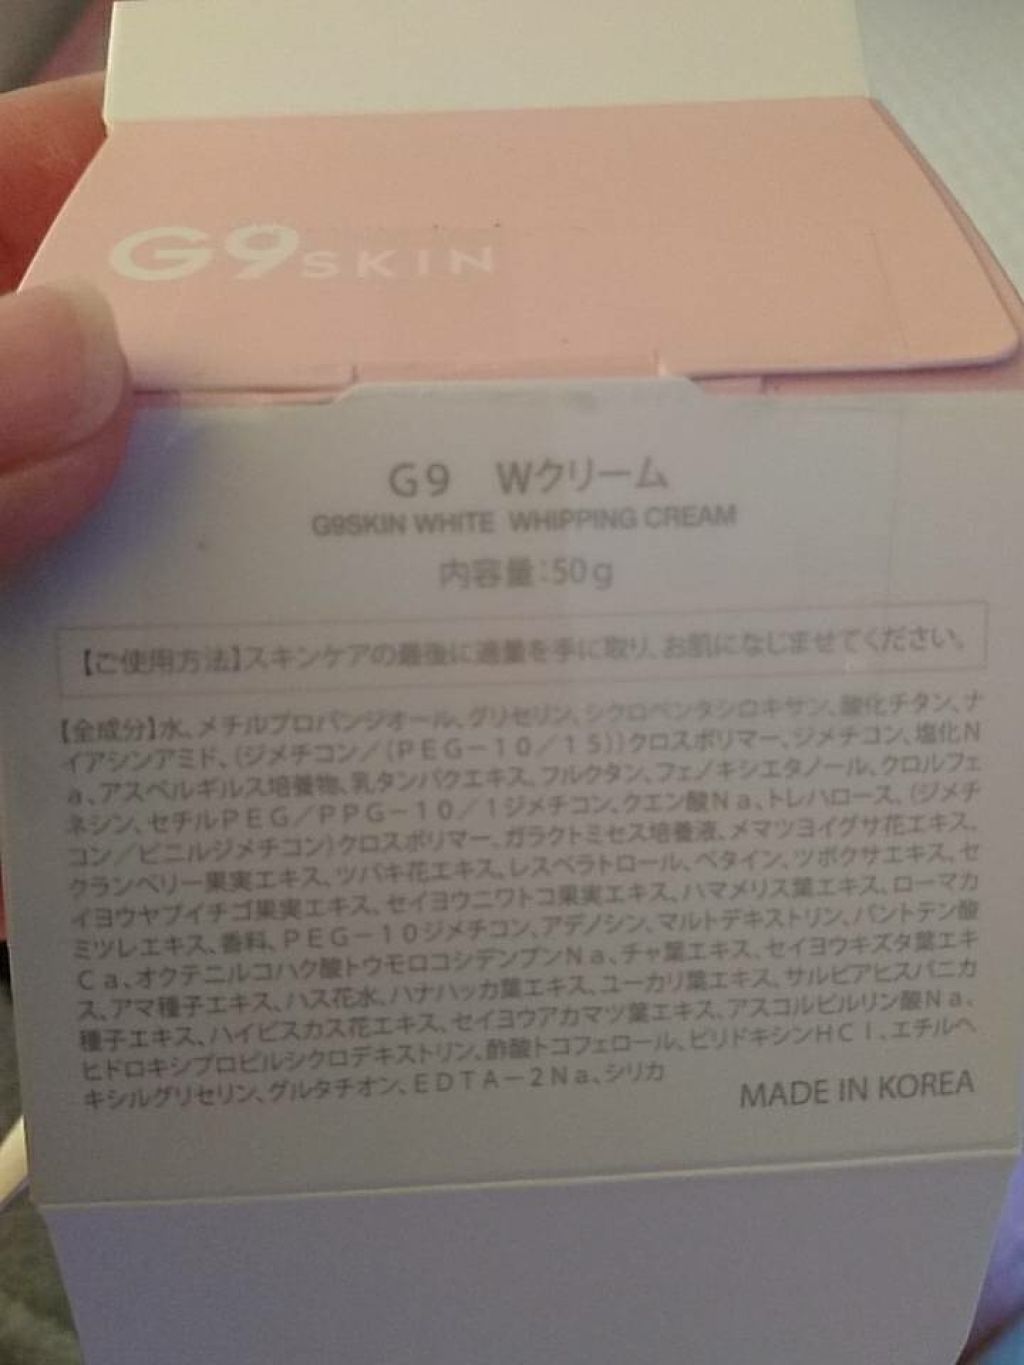 G9SKIN
G9 Wクリーム
G9SKIN WHITE WHIPPING CREAM
内容量:50g
【ご使用方法】スキンケアの最後に適量を手に取り、お肌になじませてください。
【全成分】水、メチルプロパンジオール、グリセリン、シクロペンタシロキサン、酸化チタン、ナ
イアシンアミド、(ジメチコン/(PEG-10/15))クロスポリマー、ジメチコン、塩化N
a、アスペルギルス培養物、乳タンパクエキス、フルクタン、フェノキシエタノール、クロルフェ
ネシン、セチルPEG/PPG-10/1ジメチコン、クエン酸Na、トレハロース、(ジメチ
コン/ビニルジメチコン)クロスポリマー、ガラクトミセス培養液、メマツヨイグサ花エキス、
クランベリー果実エキス、ツバキ花エキス、レスベラトロール、ベタイン、ツボクサエキス、セ
イヨウヤブイチゴ果実エキス、セイヨウニワトコ果実エキス、ハマメリス葉エキス、ローマカ
ミツレエキス、香料、PEG-10ジメチコン、アデノシン、マルトデキストリン、パントテン酸
Ca、オクテニルコハク酸トウモロコシデンプンNa、チャ葉エキス、セイヨウキズタ葉エキ
ス、アマ種子エキス、ハス花水、ハナハッカ葉エキス、ユーカリ葉エキス、サルビアヒスパニカ
種子エキス、ハイビスカス花エキス、セイヨウアカマツ葉エキス、アスコルビルリン酸Na、
ヒドロキシプロピルシクロデキストリン、酢酸トコフェロール、ピリドキシンHCl、エチルヘ
キシルグリセリン、グルタチオン、EDTA-2Na、シリカ
MADE IN KOREA